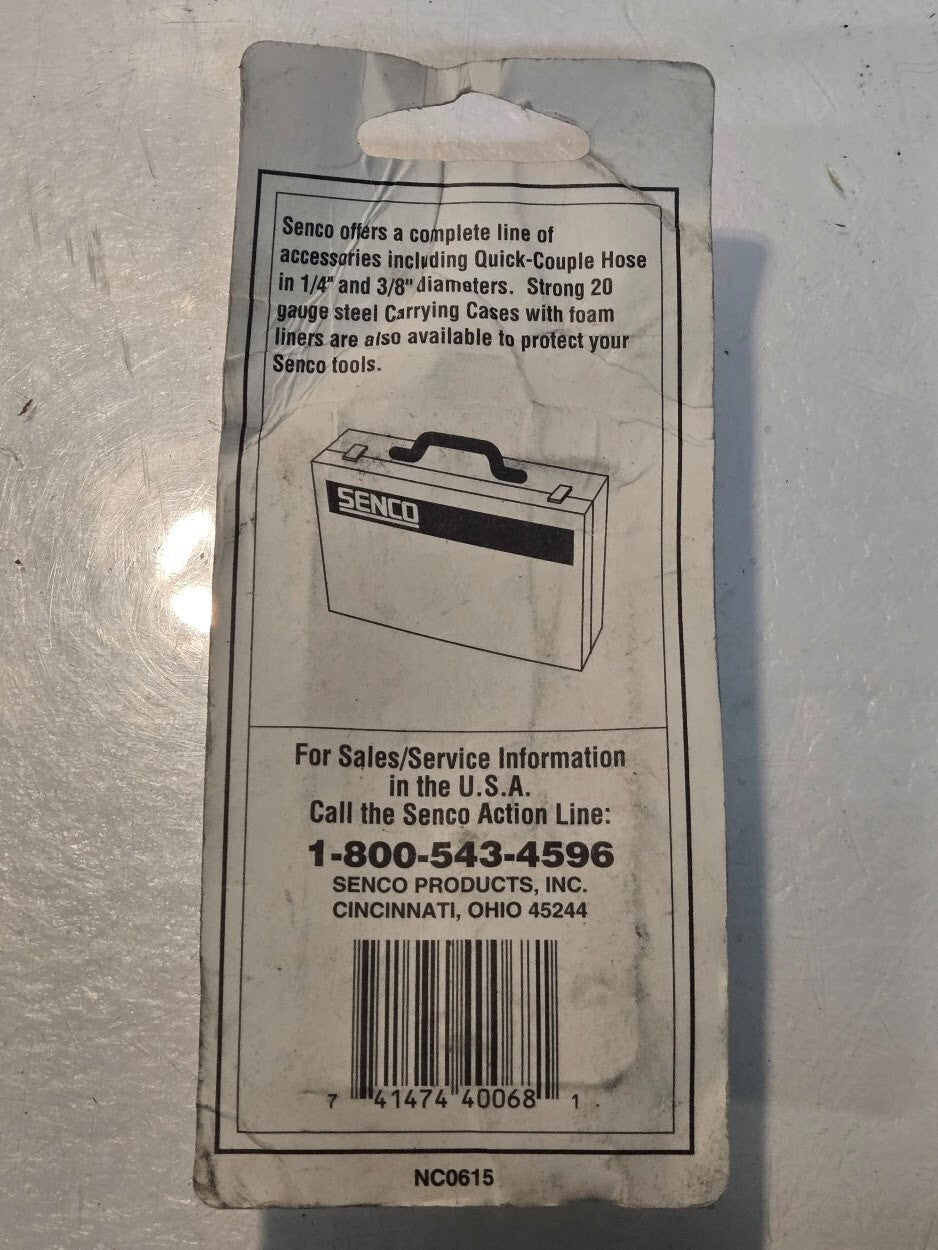 Senco offers a complete line of
accessories including Quick-Couple Hose
in 1/4" and 3/8" diameters. Strong 20
gauge steel Carrying Cases with foam
liners are also available to protect your
Senco tools.
SENCO
For Sales/Service Information
in the U.S.A.
Call the Senco Action Line:
1-800-543-4596
SENCO PRODUCTS, INC.
CINCINNATI, OHIO 45244
7 41474 40068 1
NC0615